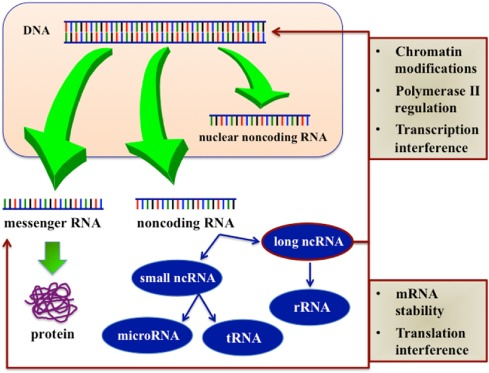 DNA
nuclear noncoding RNA
• Chromatin
modifications
• Polymerase II
regulation
• Transcription
interference
messenger RNA
noncoding RNA
long ncRNA
small ncRNA
rRNA
microRNA
tRNA
protein
• mRNA
stability
• Translation
interference